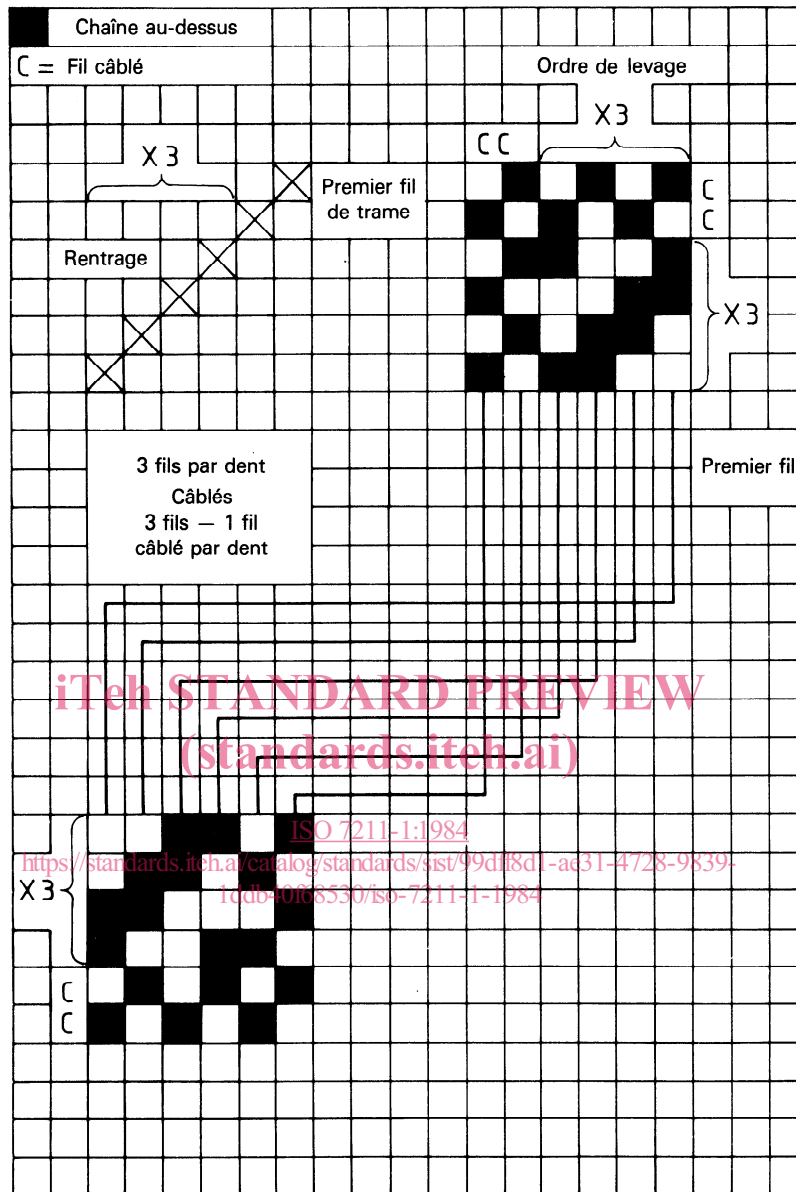 Chaîne au-dessus
C = Fil câblé
Ordre de levage
X 3
C C
X 3
Premier fil
de trame
C
C
Rentrage
X 3
3 fils par dent
Câblés
3 fils — 1 fil
câblé par dent
Premier fil
iTeh STANDARD PREVIEW
(standards.iteh.ai)
ISO 7211-1:1984
https://standards.iteh.ai/catalog/standards/sist/99dff8d1-ae31-4728-9839-
1ddb40f68530/iso-7211-1-1984
X 3
C
C